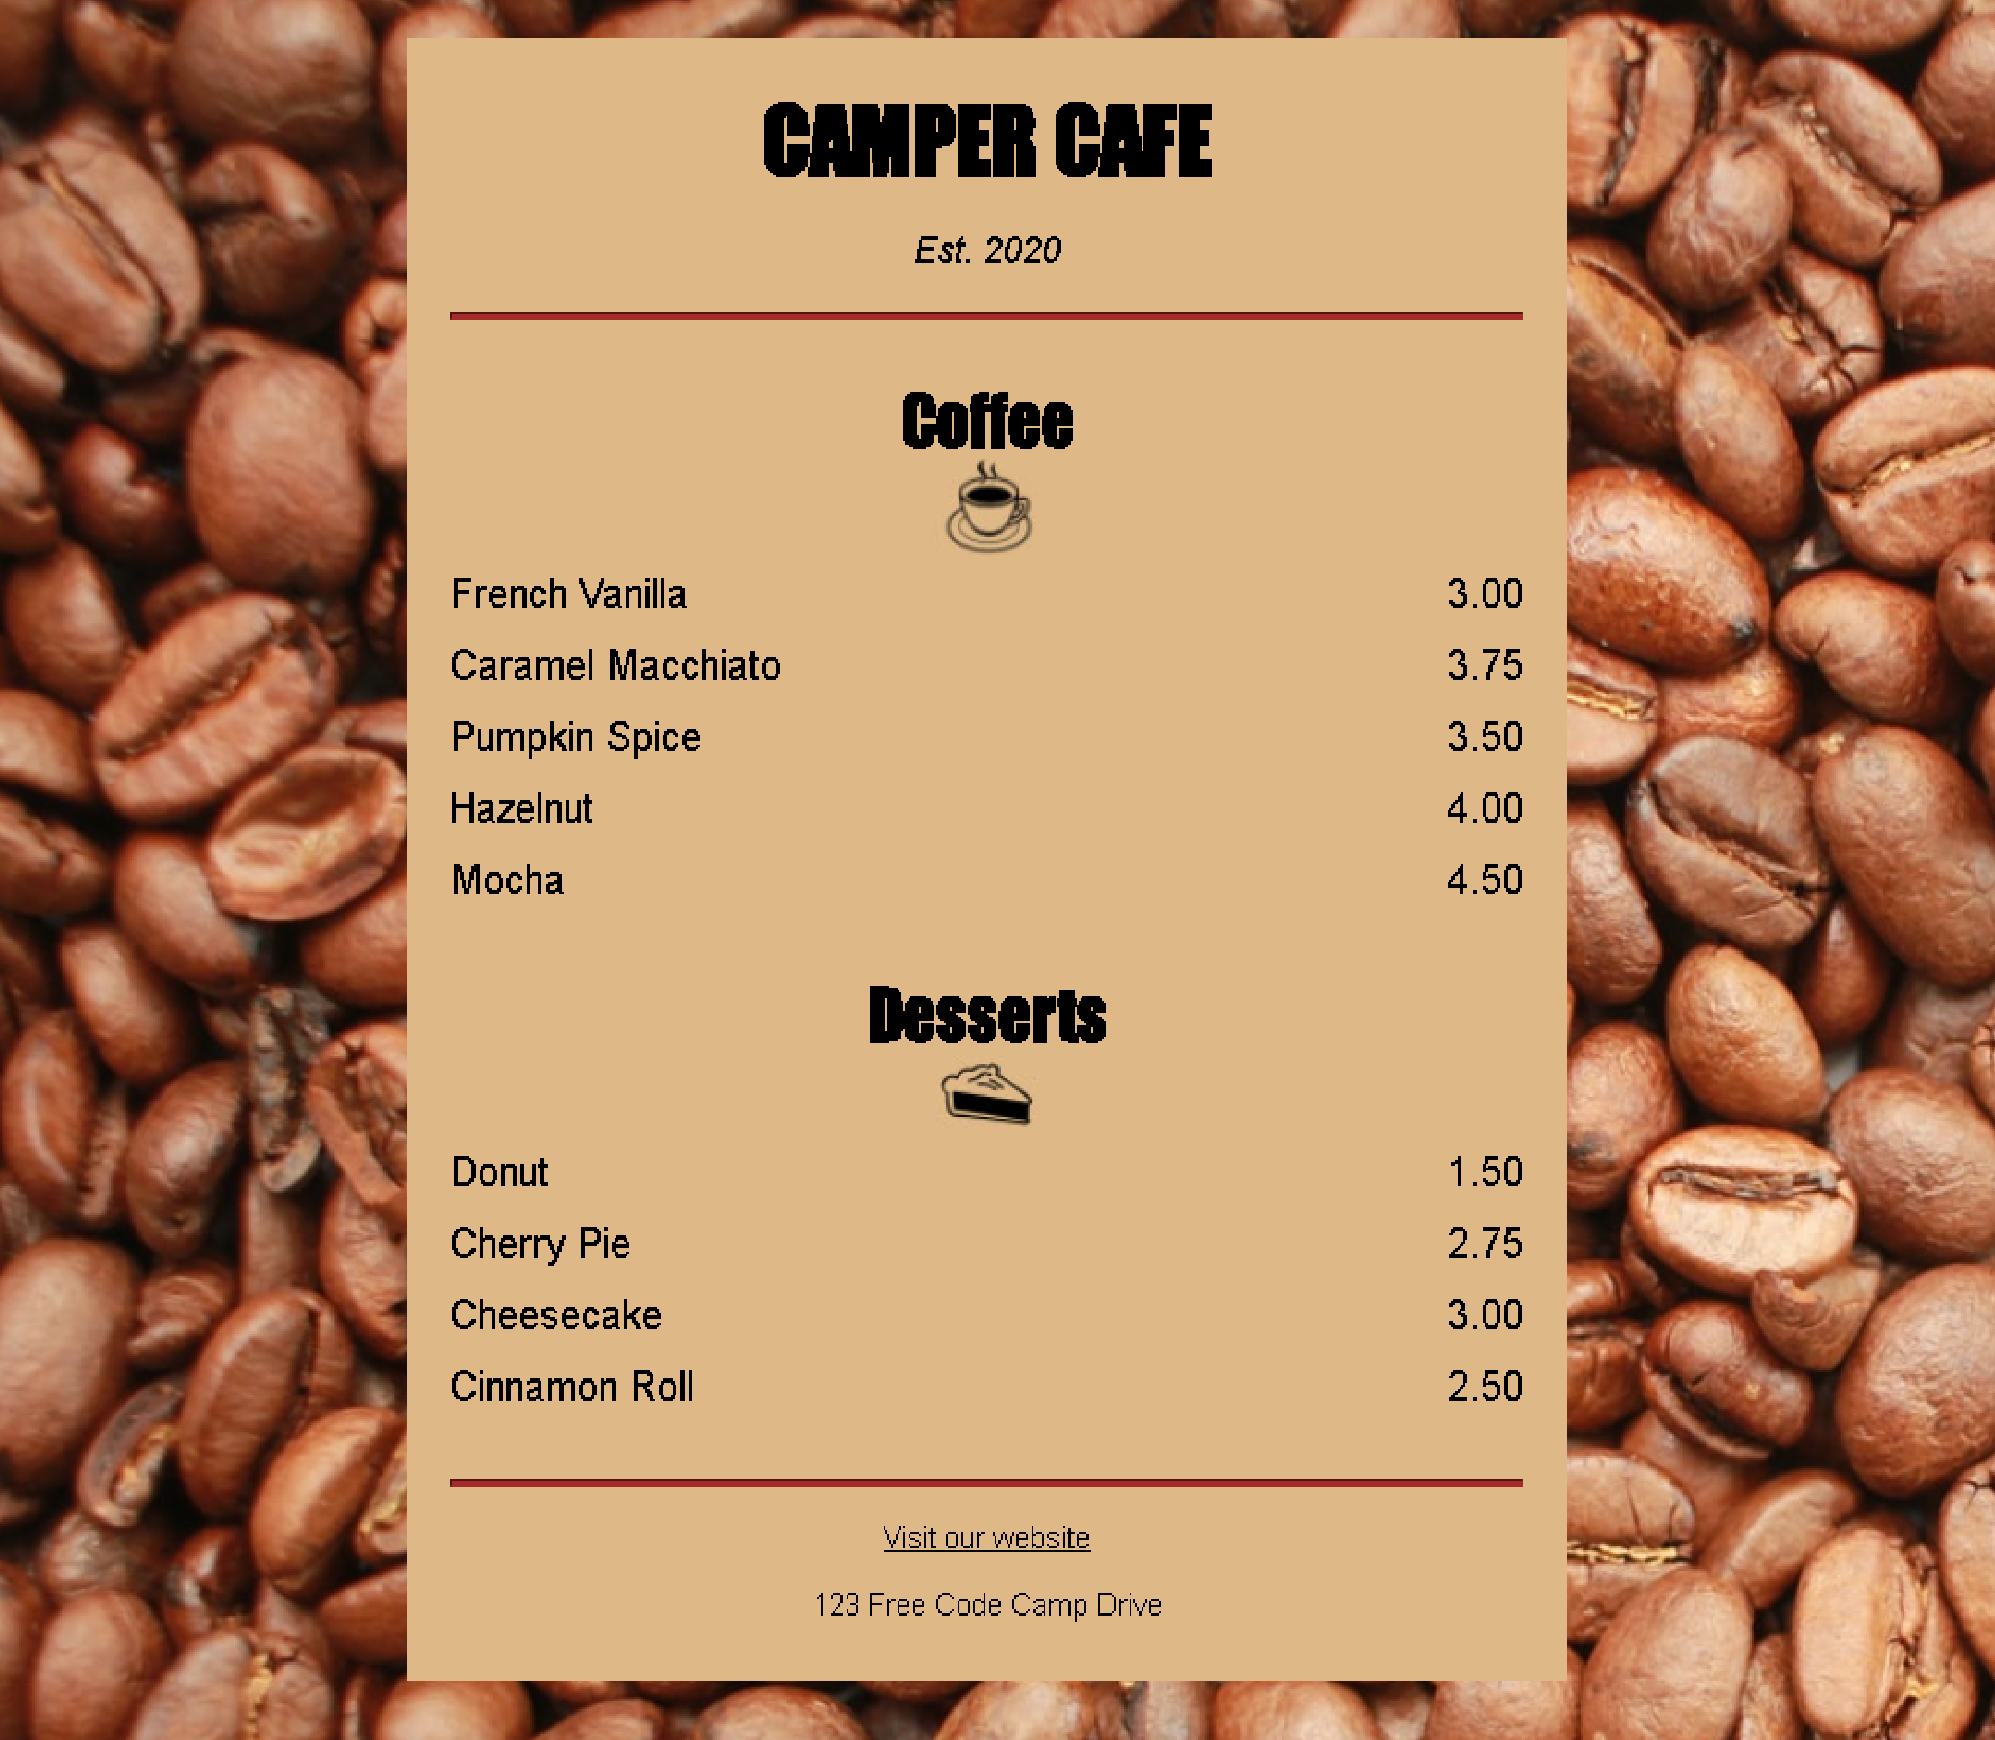 CAMPER CAFE
Est. 2020
Coffee
French Vanilla 3.00
Caramel Macchiato 3.75
Pumpkin Spice 3.50
Hazelnut 4.00
Mocha 4.50
Desserts
Donut 1.50
Cherry Pie 2.75
Cheesecake 3.00
Cinnamon Roll 2.50
Visit our website
123 Free Code Camp Drive